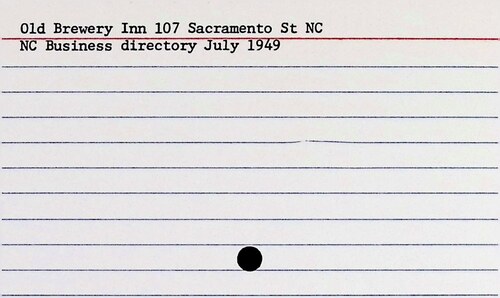 Old Brewery Inn 107 Sacramento St NC
NC Business directory July 1949